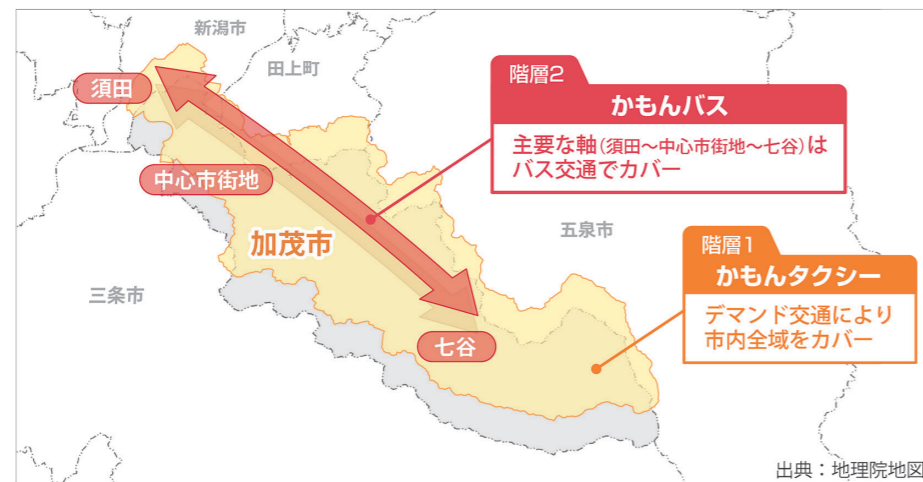 新潟市
田上町
須田
中心市街地
加茂市
三条市
七谷
五泉市
階層2
かもんバス
主要な軸(須田～中心市街地～七谷)は
バス交通でカバー
階層1
かもんタクシー
デマンド交通により
市内全域をカバー
出典：地理院地図